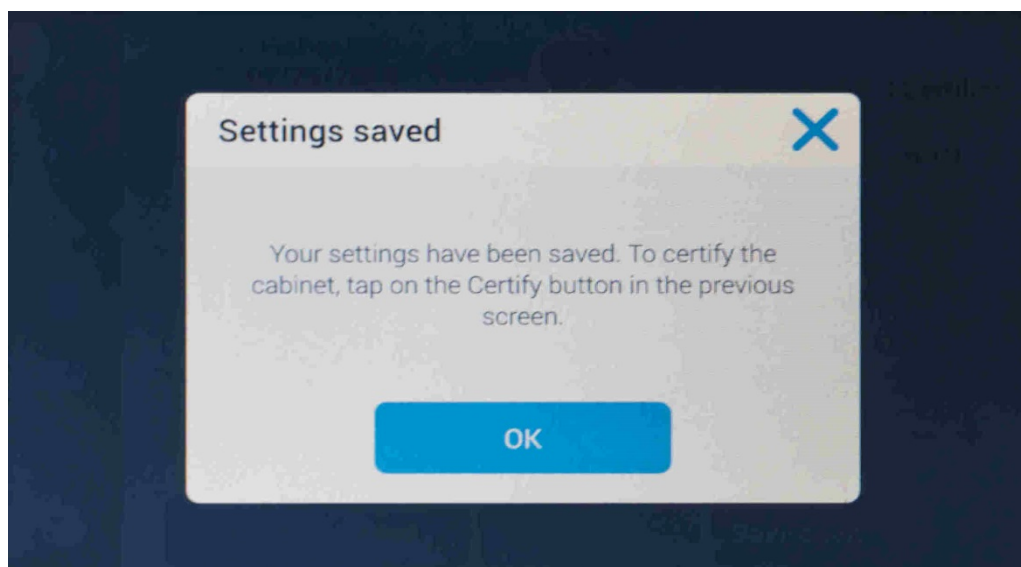 Settings saved
Your settings have been saved. To certify the
cabinet, tap on the Certify button in the previous
screen.
OK